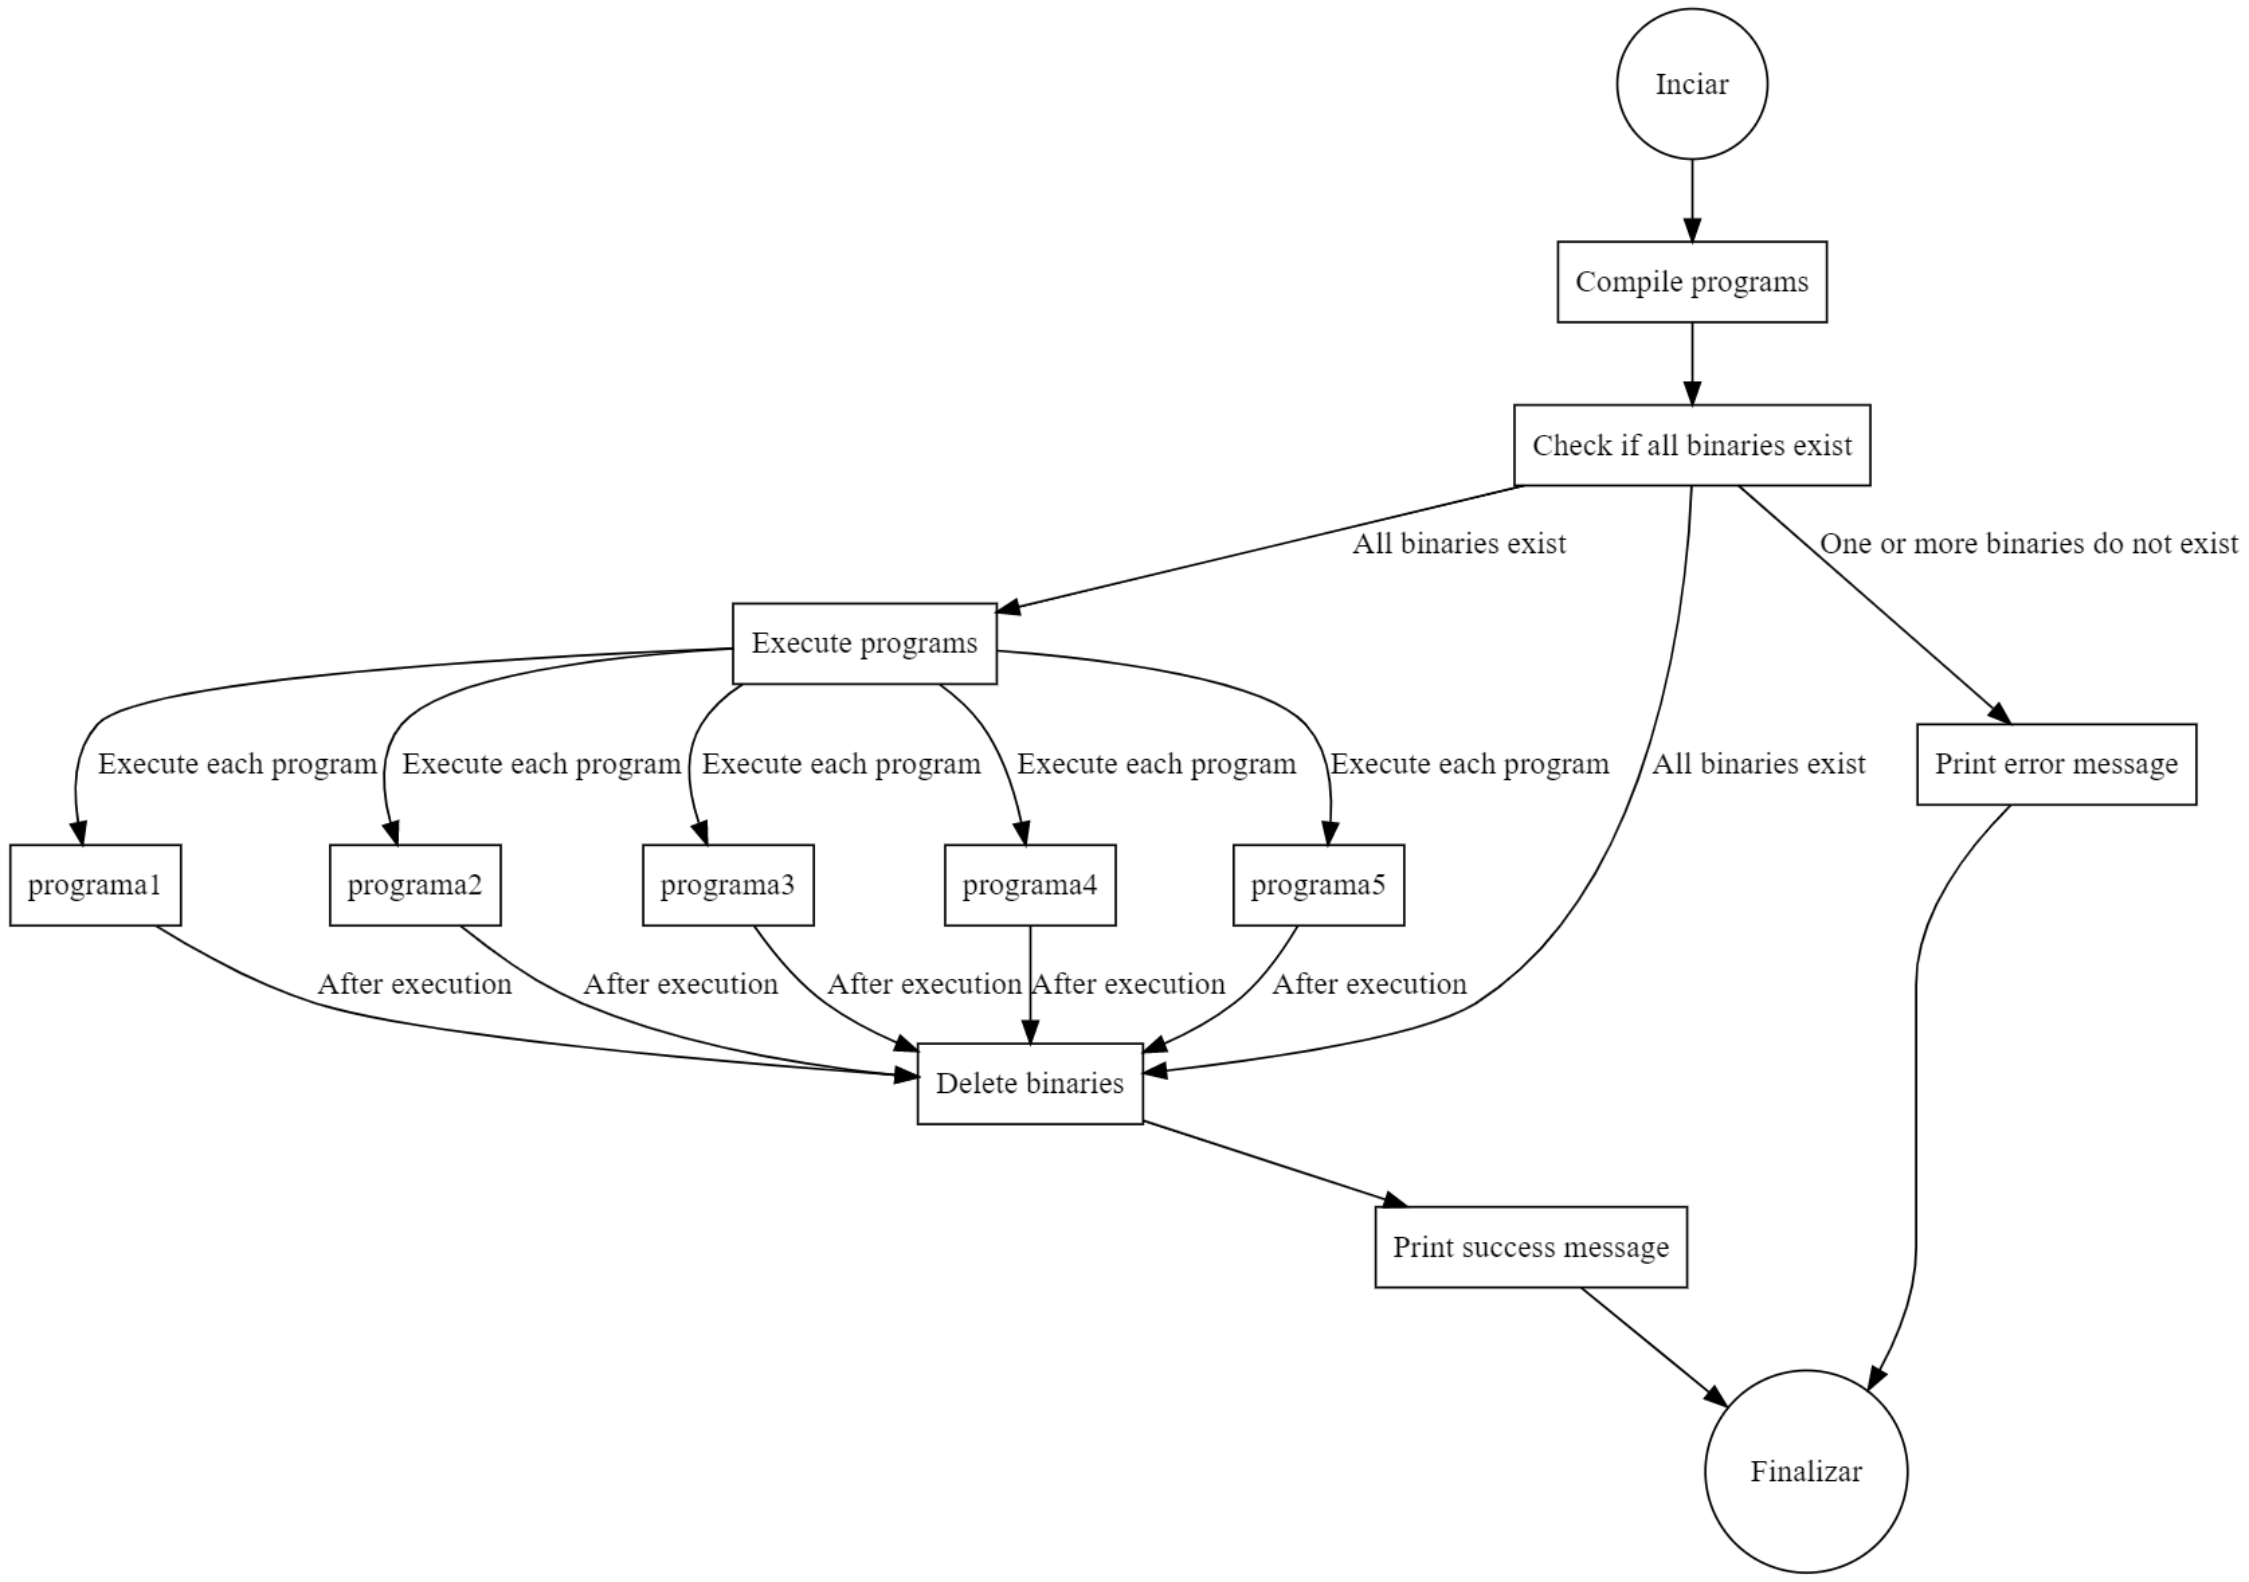 Inciar
Compile programs
Check if all binaries exist
All binaries exist
One or more binaries do not exist
Execute programs
Execute each program
Execute each program
Execute each program
Execute each program
Execute each program
All binaries exist
Print error message
programa1
programa2
programa3
programa4
programa5
After execution
After execution
After execution
After execution
After execution
Delete binaries
Print success message
Finalizar